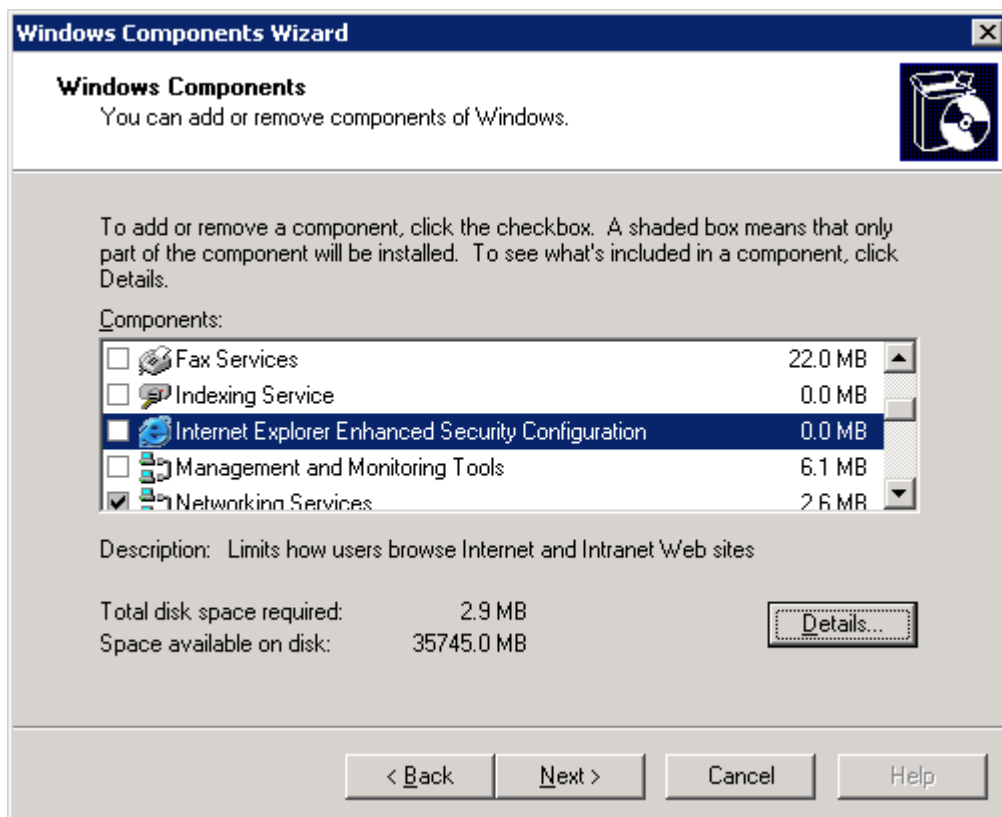 Windows Components Wizard
Windows Components
You can add or remove components of Windows.
To add or remove a component, click the checkbox. A shaded box means that only
part of the component will be installed. To see what's included in a component, click
Details.
Components:
Fax Services 22.0 MB
Indexing Service 0.0 MB
Internet Explorer Enhanced Security Configuration 0.0 MB
Management and Monitoring Tools 6.1 MB
Networking Services 2.6 MB
Description: Limits how users browse Internet and Intranet Web sites
Total disk space required: 2.9 MB
Space available on disk: 35745.0 MB
Details...
< Back Next > Cancel Help